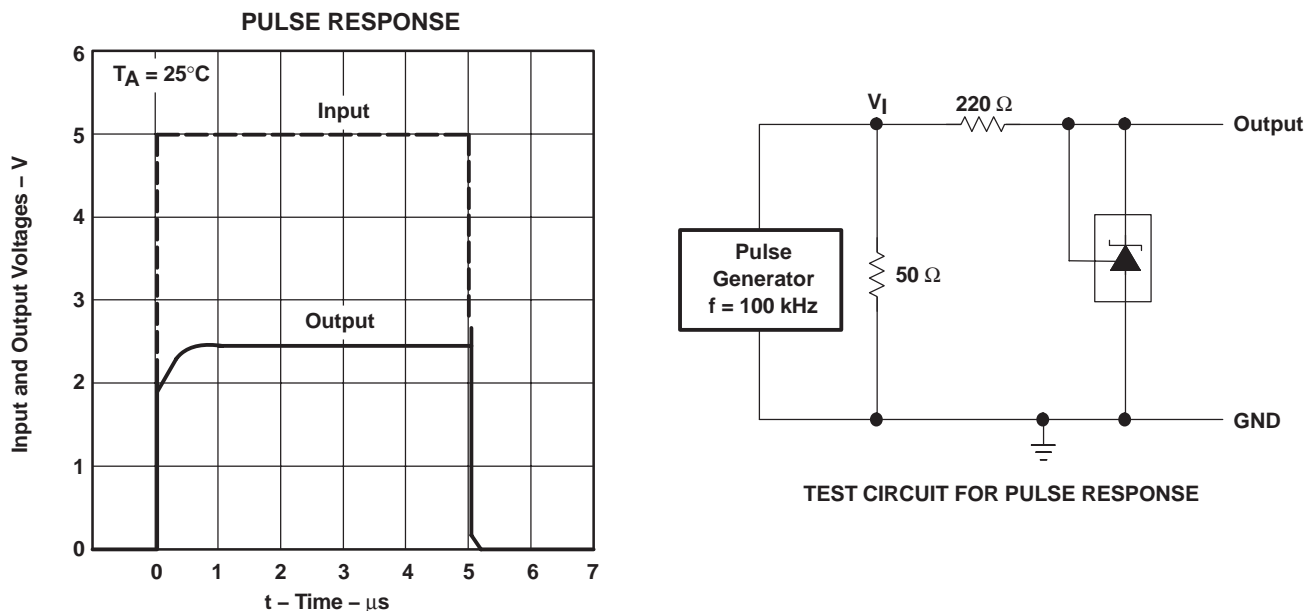 PULSE RESPONSE
6
5
4
3
2
1
0
Input and Output Voltages – V
TA = 25°C
Input
Output
0 1 2 3 4 5 6 7
t – Time – μs
VI
220 Ω
Output
Pulse
Generator
f = 100 kHz
50 Ω
GND
TEST CIRCUIT FOR PULSE RESPONSE